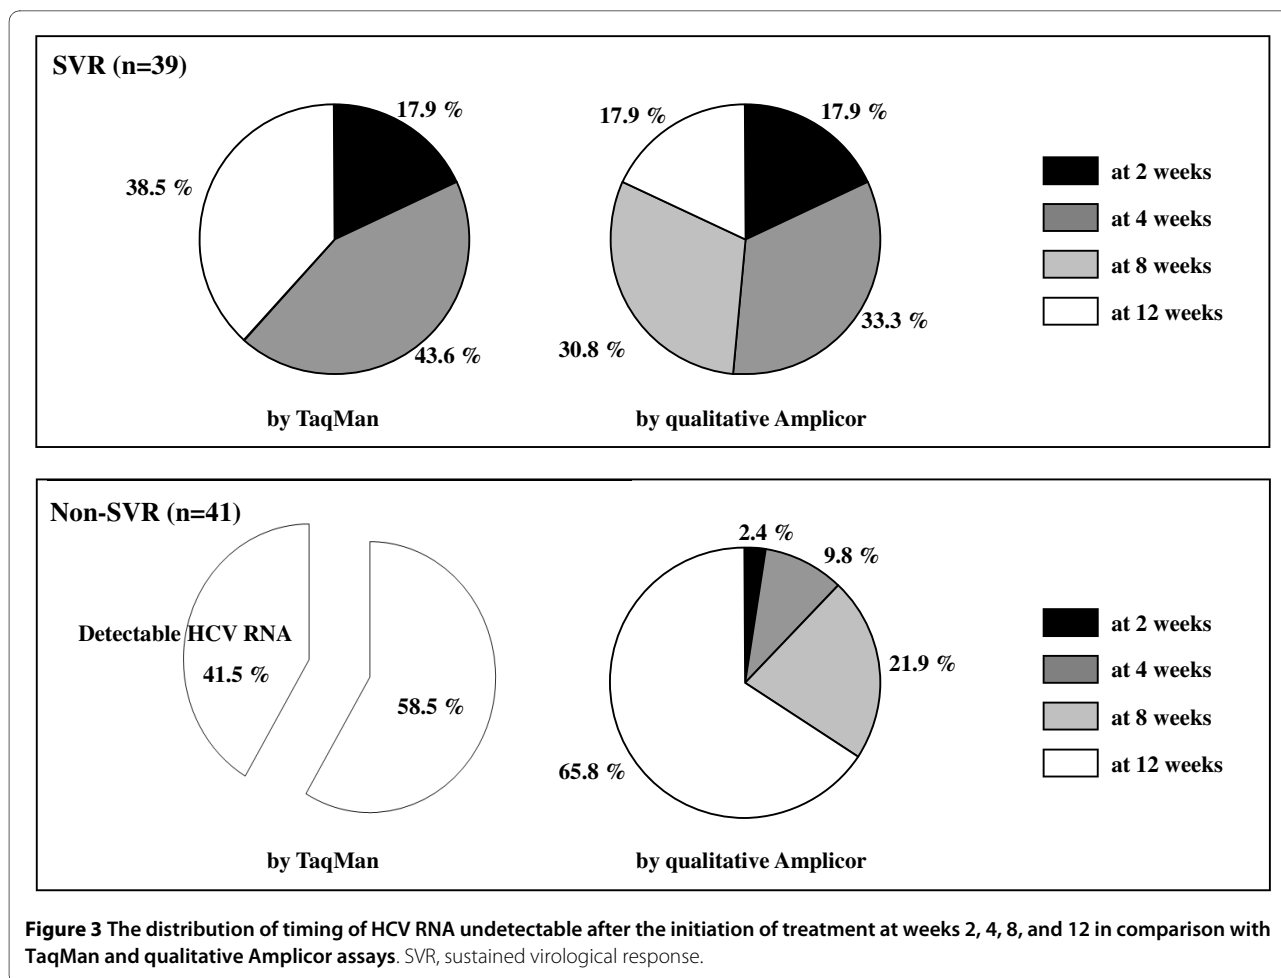 SVR (n=39)
17.9 %
38.5 %
43.6 %
by TaqMan
17.9 %
17.9 %
30.8 %
33.3 %
by qualitative Amplicor
at 2 weeks
at 4 weeks
at 8 weeks
at 12 weeks
Non-SVR (n=41)
Detectable HCV RNA
41.5 %
58.5 %
by TaqMan
2.4 %
9.8 %
21.9 %
65.8 %
by qualitative Amplicor
at 2 weeks
at 4 weeks
at 8 weeks
at 12 weeks
Figure 3 The distribution of timing of HCV RNA undetectable after the initiation of treatment at weeks 2, 4, 8, and 12 in comparison with
TaqMan and qualitative Amplicor assays. SVR, sustained virological response.